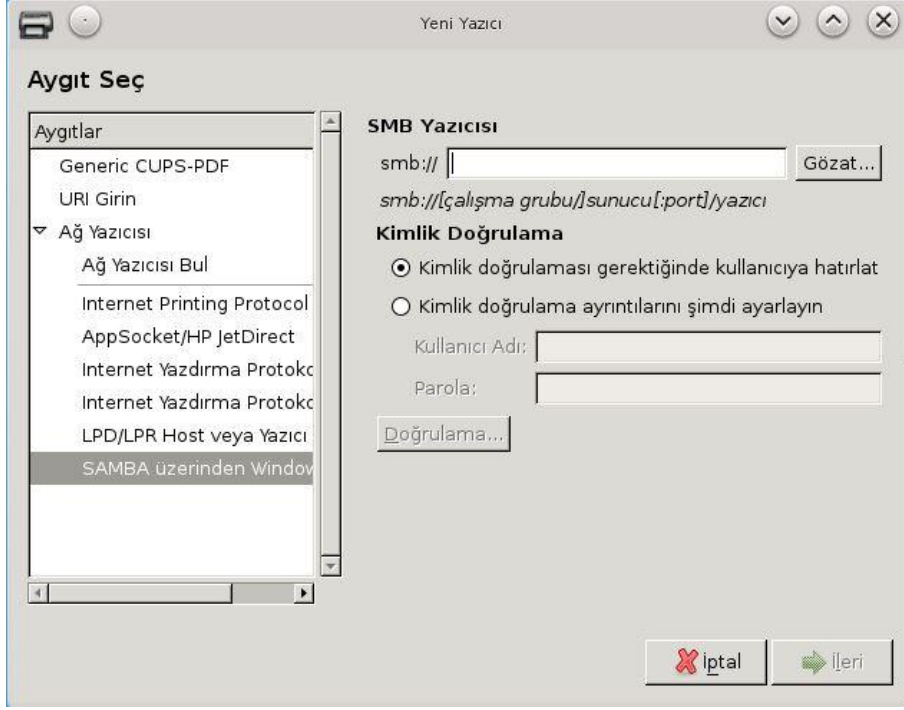 Yeni Yazıcı
Aygıt Seç
Aygıtlar
Generic CUPS-PDF
URI Girin
Ağ Yazıcısı
Ağ Yazıcısı Bul
Internet Printing Protocol
AppSocket/HP JetDirect
Internet Yazdırma Protoko
Internet Yazdırma Protoko
LPD/LPR Host veya Yazıcı
SAMBA üzerinden Window
SMB Yazıcısı
smb://
Gözat...
smb://[çalışma grubu/]sunucu[:port]/yazıcı
Kimlik Doğrulama
Kimlik doğrulaması gerektiğinde kullanıcıya hatırlat
Kimlik doğrulama ayrıntılarını şimdi ayarlayın
Kullanıcı Adı:
Parola:
Doğrulama...
İptal
İleri